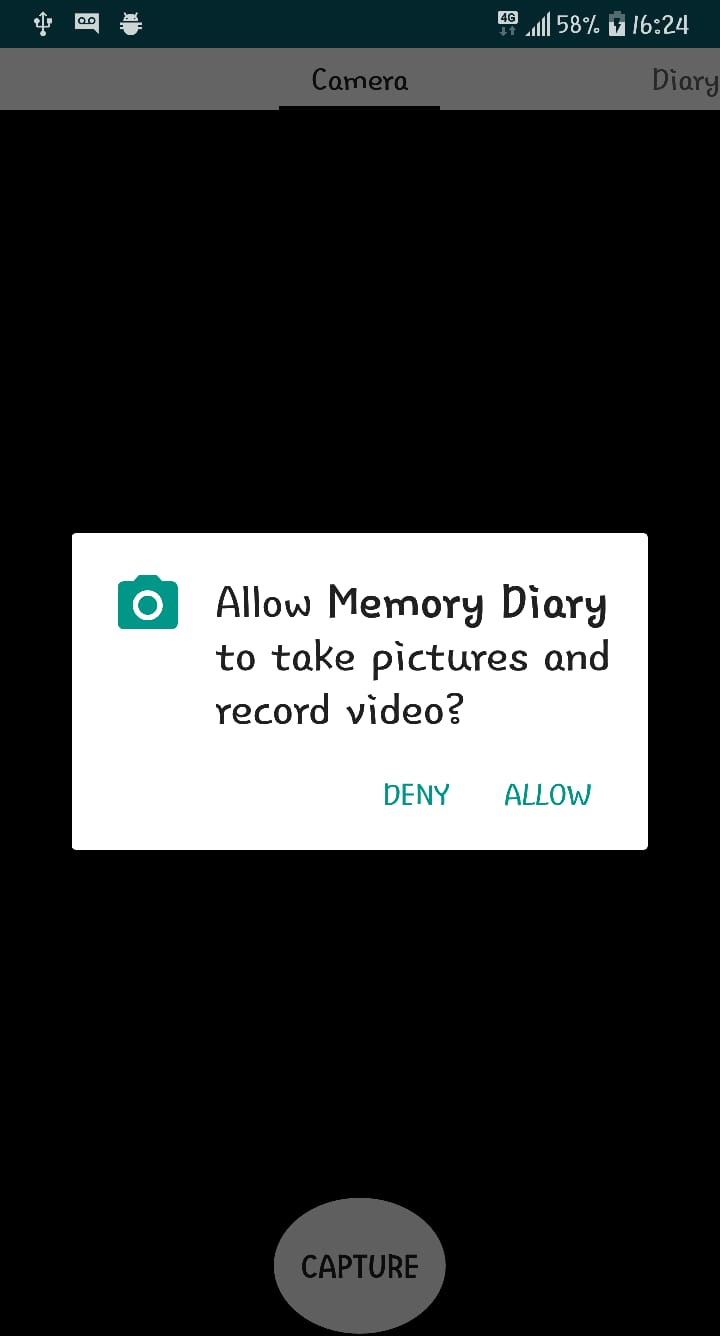 4G 58% 16:24
Camera Diary
Allow Memory Diary
to take pictures and
record video?
DENY ALLOW
CAPTURE